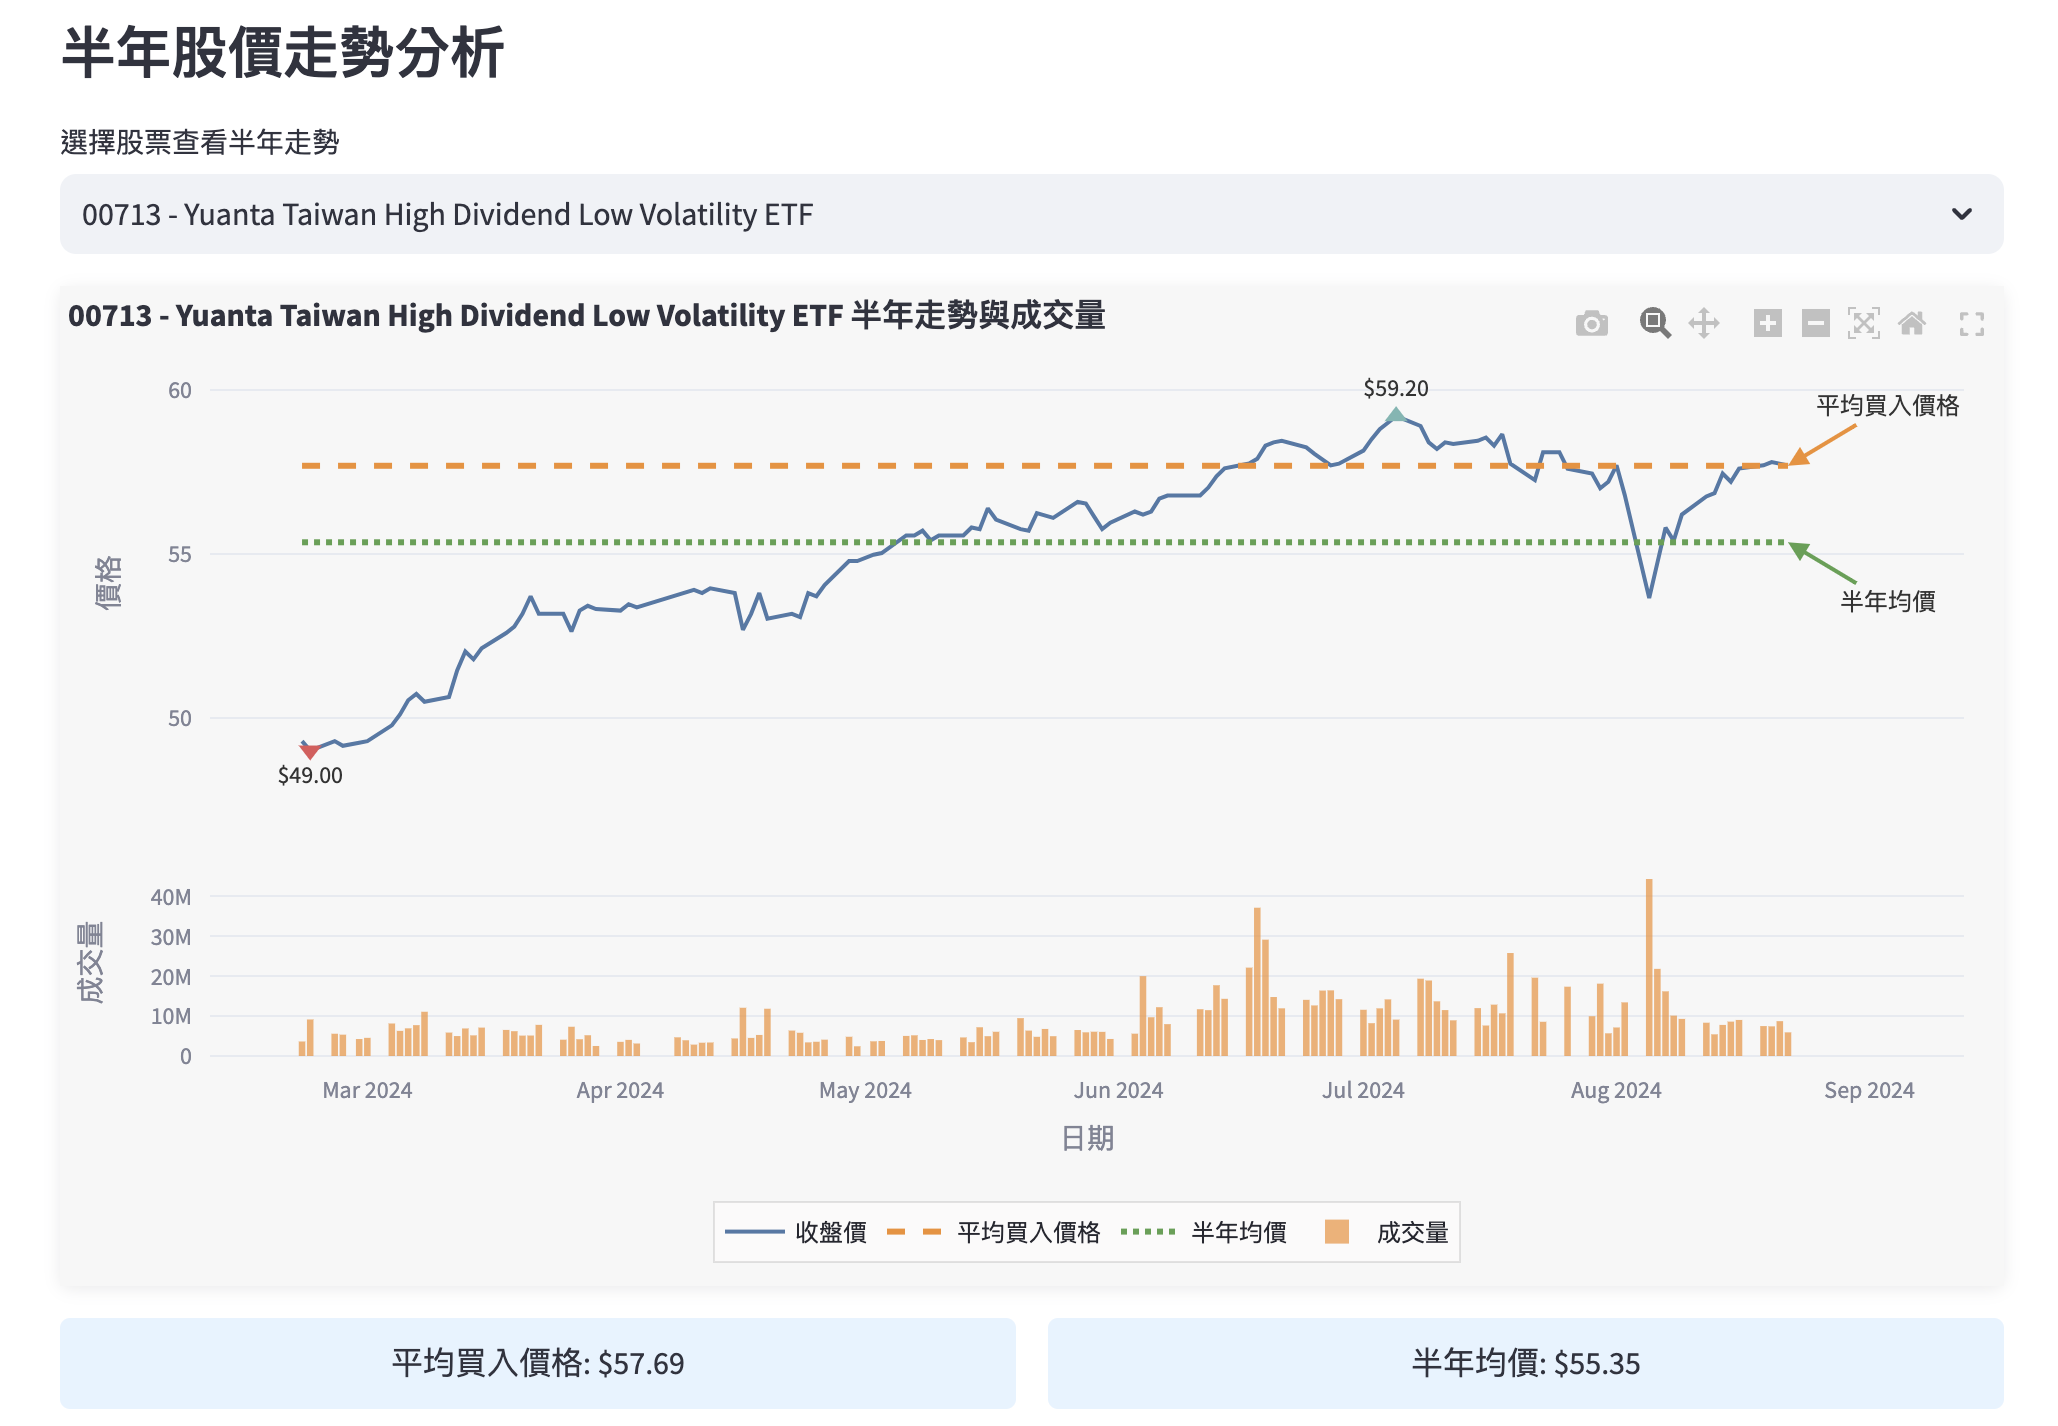 半年股價走勢分析
選擇股票查看半年走勢
00713 - Yuanta Taiwan High Dividend Low Volatility ETF
00713 - Yuanta Taiwan High Dividend Low Volatility ETF 半年走勢與成交量
60
55
50
價格
$59.20
$49.00
平均買入價格
半年均價
40M
30M
20M
10M
0
成交量
Mar 2024
Apr 2024
May 2024
Jun 2024
Jul 2024
Aug 2024
Sep 2024
日期
收盤價
平均買入價格
半年均價
成交量
平均買入價格: $57.69
半年均價: $55.35